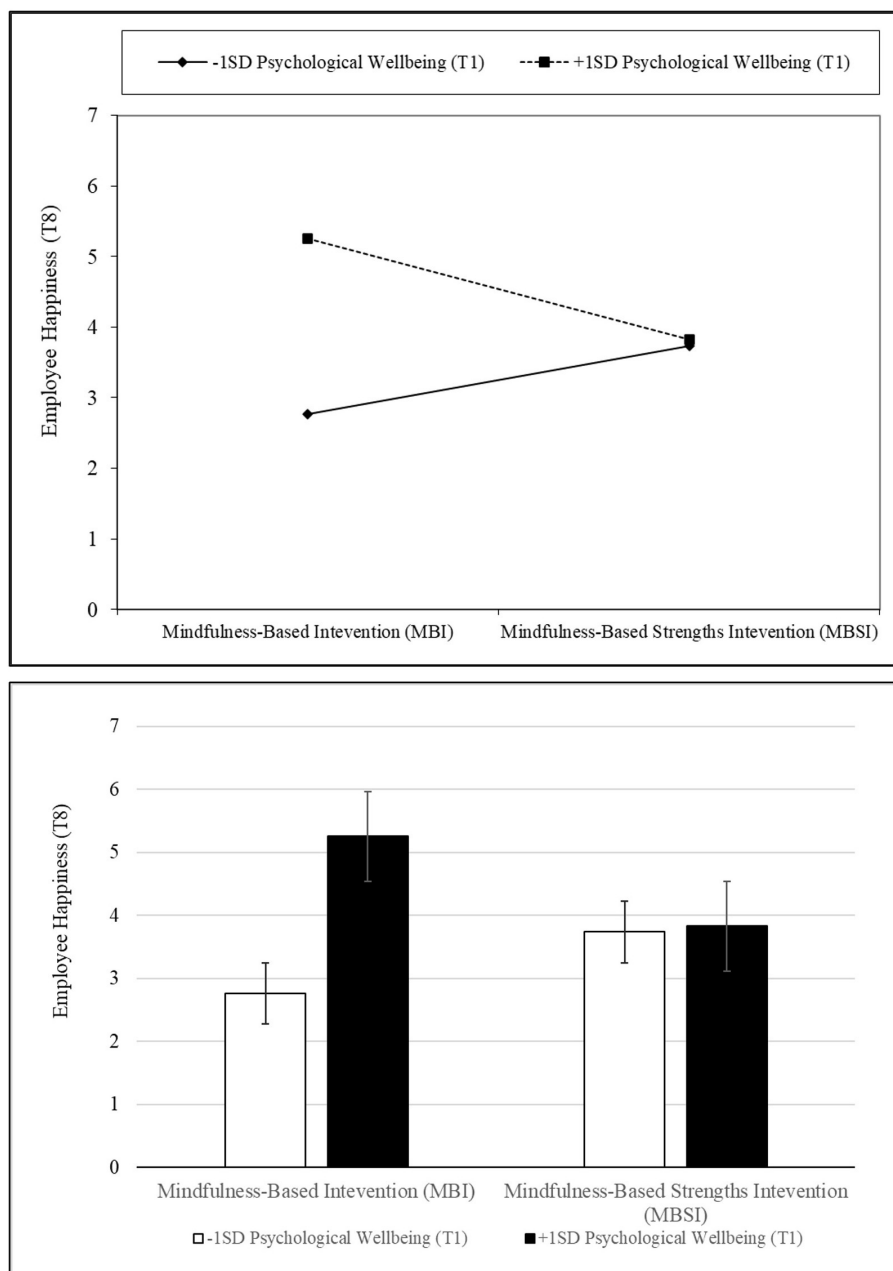 -1SD Psychological Wellbeing (T1) +1SD Psychological Wellbeing (T1)
7
6
5
4
3
2
1
0
Employee Happiness (T8)
Mindfulness-Based Intevention (MBI) Mindfulness-Based Strengths Intevention (MBSI)
7
6
5
4
3
2
1
0
Employee Happiness (T8)
Mindfulness-Based Intevention (MBI) Mindfulness-Based Strengths Intevention
(MBSI)
-1SD Psychological Wellbeing (T1) +1SD Psychological Wellbeing (T1)